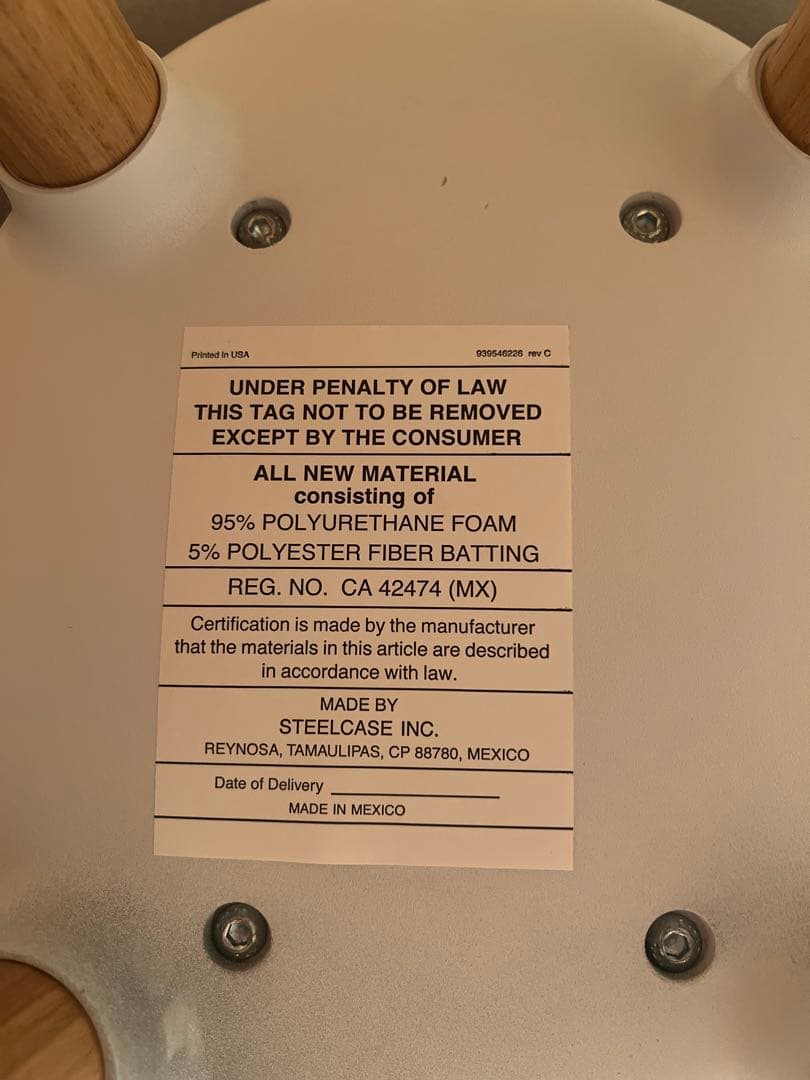 Printed in USA 939546226 rev C
UNDER PENALTY OF LAW
THIS TAG NOT TO BE REMOVED
EXCEPT BY THE CONSUMER
ALL NEW MATERIAL
consisting of
95% POLYURETHANE FOAM
5% POLYESTER FIBER BATTING
REG. NO. CA 42474 (MX)
Certification is made by the manufacturer
that the materials in this article are described
in accordance with law.
MADE BY
STEELCASE INC.
REYNOSA, TAMAULIPAS, CP 88780, MEXICO
Date of Delivery
MADE IN MEXICO